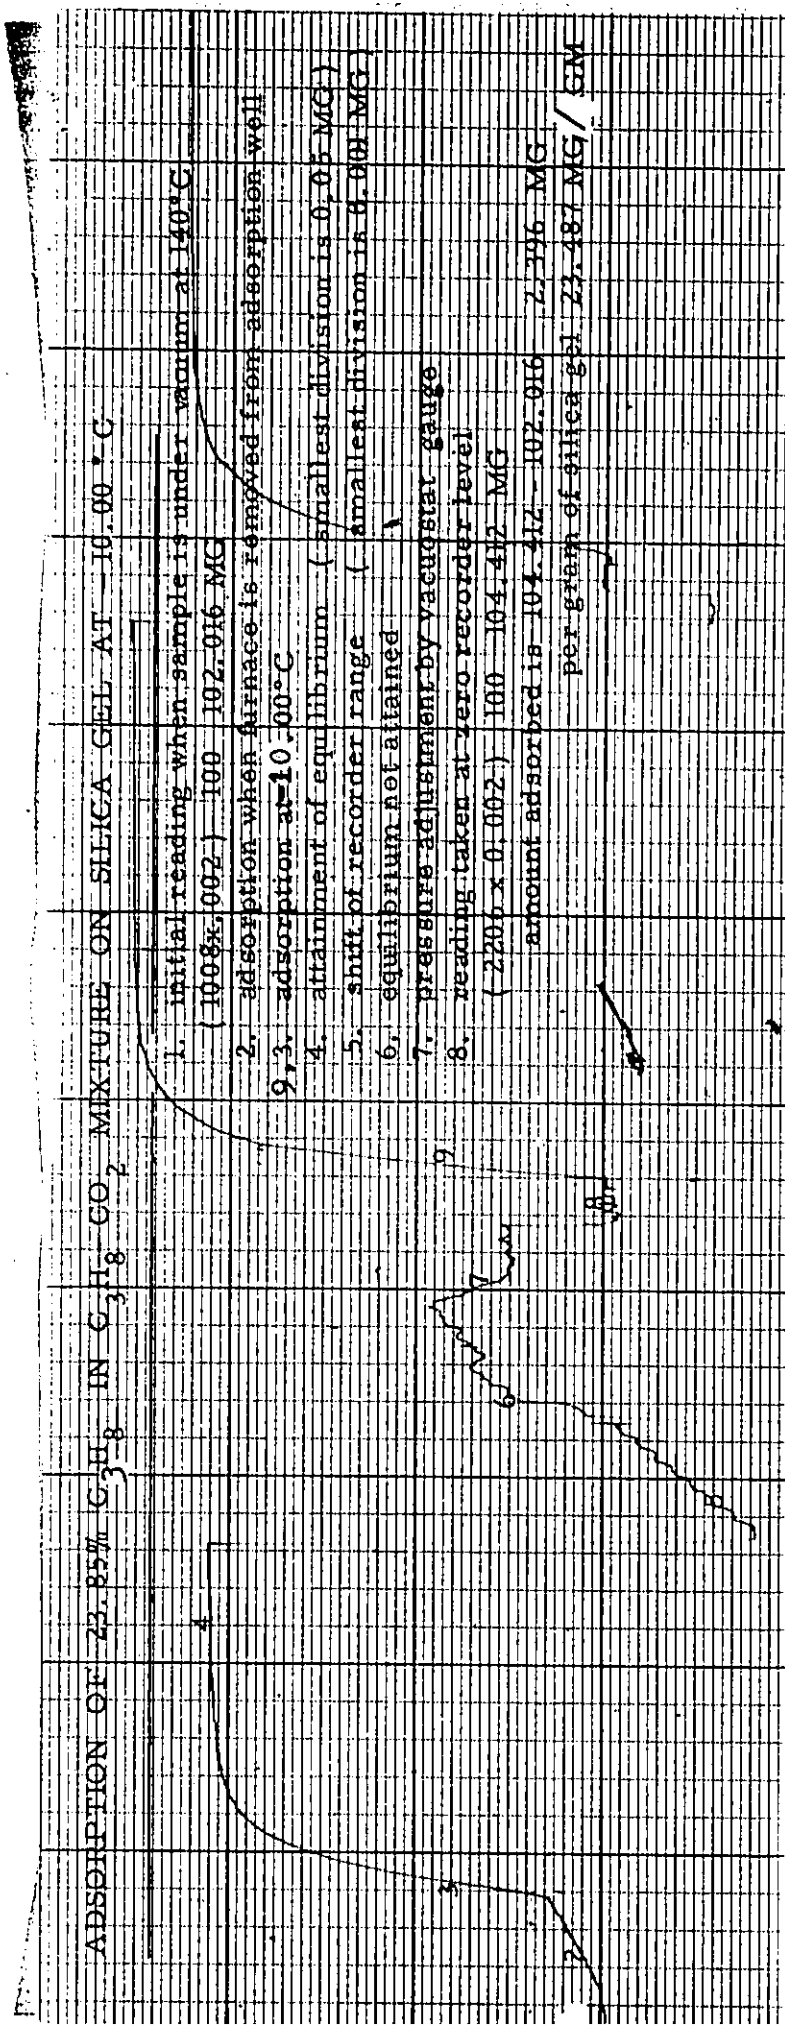 ADSORPTION OF 23.85% C3H8 IN C3H8 CO2 MIXTURE ON SILICA GEL AT -10.00 °C
1. initial reading when sample is under vacuum at 140°C
(1008x.002) 100 102.016 MG
2. adsorption when furnace is removed from adsorption well
9,3. adsorption at -10.00°C
4. attainment of equilibrium (smallest division is 0.05 MG)
5. shift of recorder range (smallest division is 0.001 MG)
6. equilibrium not attained
7. pressure adjustment by vacuostat gauge
8. reading taken at zero recorder level
(2206 x 0.002) 100 104.412 MG
amount adsorbed is 104.412 - 102.016 2.396 MG
per gram of silica gel 23.487 MG/GM
2
3
4
6
7
8
9